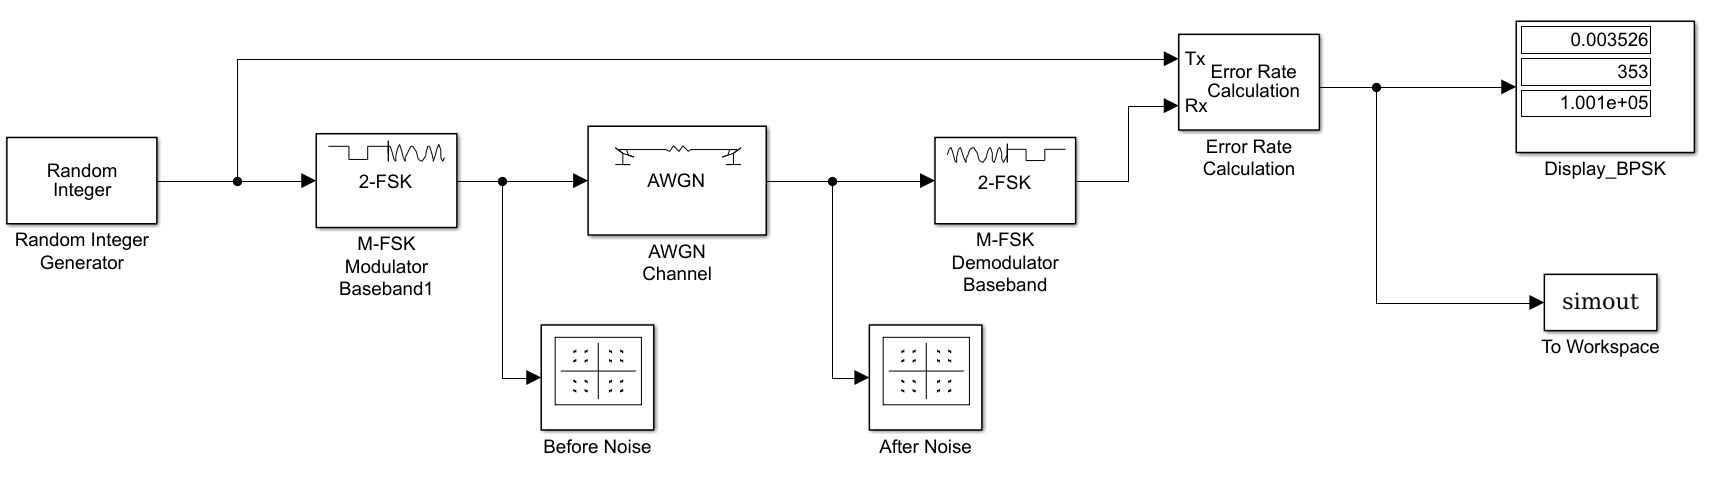 Random
Integer
Random Integer
Generator
2-FSK
M-FSK
Modulator
Baseband1
AWGN
AWGN
Channel
2-FSK
M-FSK
Demodulator
Baseband
Before Noise
After Noise
Tx
Rx
Error Rate
Calculation
Error Rate
Calculation
0.003526
353
1.001e+05
Display_BPSK
simout
To Workspace